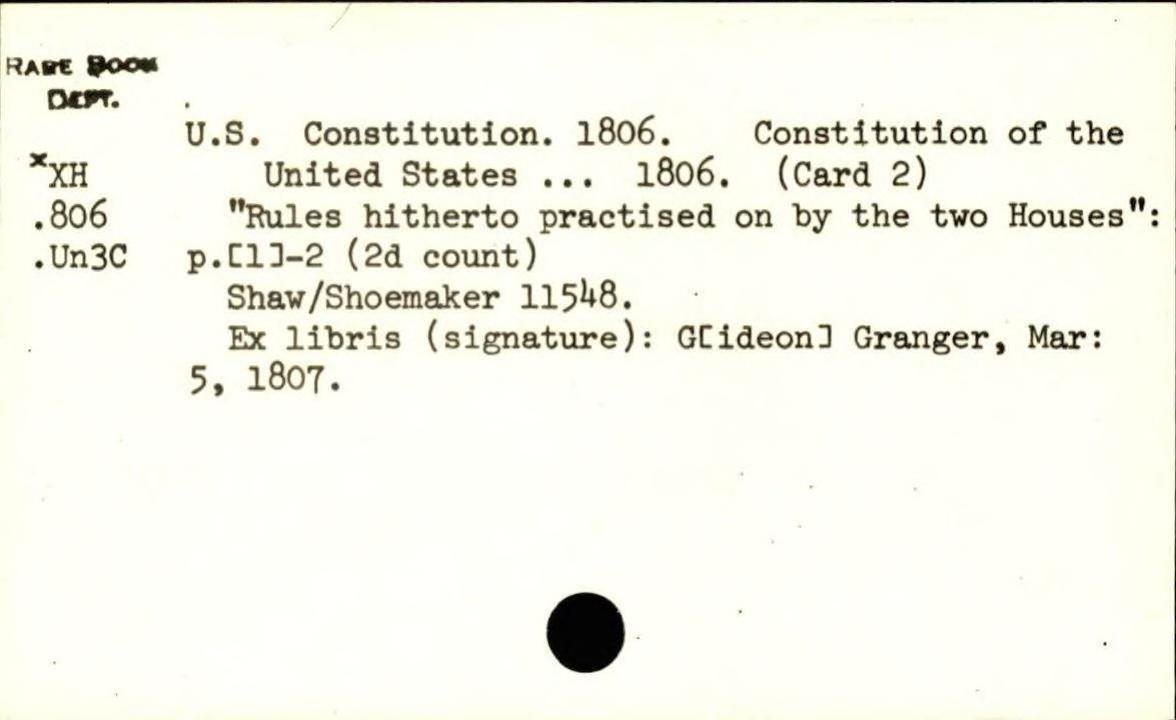 RARE BOOK
DEPT.
U.S. Constitution. 1806. Constitution of the
xXH United States ... 1806. (Card 2)
.806 "Rules hitherto practised on by the two Houses":
.Un3C p.[1]-2 (2d count)
Shaw/Shoemaker 11548.
Ex libris (signature): G[ideon] Granger, Mar:
5, 1807.